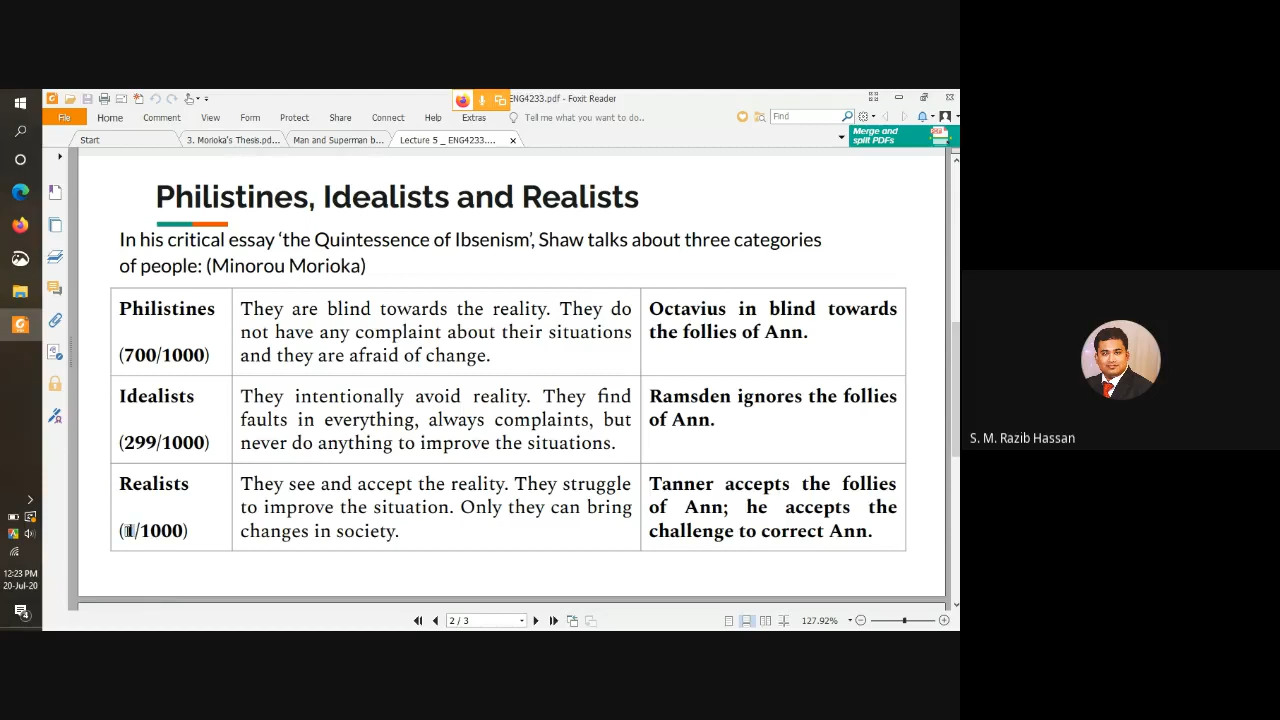 ENG4233.pdf - Foxit Reader
File Home Comment View Form Protect Share Connect Help Extras Tell me what you want to do.. Find
Merge and
split PDFs
Start 3. Morioka's Thesis.pd... Man and Superman b... Lecture 5 _ ENG4233....
Philistines, Idealists and Realists
In his critical essay ‘the Quintessence of Ibsenism’, Shaw talks about three categories
of people: (Minorou Morioka)
Philistines
(700/1000)
They are blind towards the reality. They do
not have any complaint about their situations
and they are afraid of change.
Octavius in blind towards
the follies of Ann.
Idealists
(299/1000)
They intentionally avoid reality. They find
faults in everything, always complaints, but
never do anything to improve the situations.
Ramsden ignores the follies
of Ann.
Realists
(1/1000)
They see and accept the reality. They struggle
to improve the situation. Only they can bring
changes in society.
Tanner accepts the follies
of Ann; he accepts the
challenge to correct Ann.
S. M. Razib Hassan
12:23 PM
20-Jul-20
4
2 / 3
127.92%